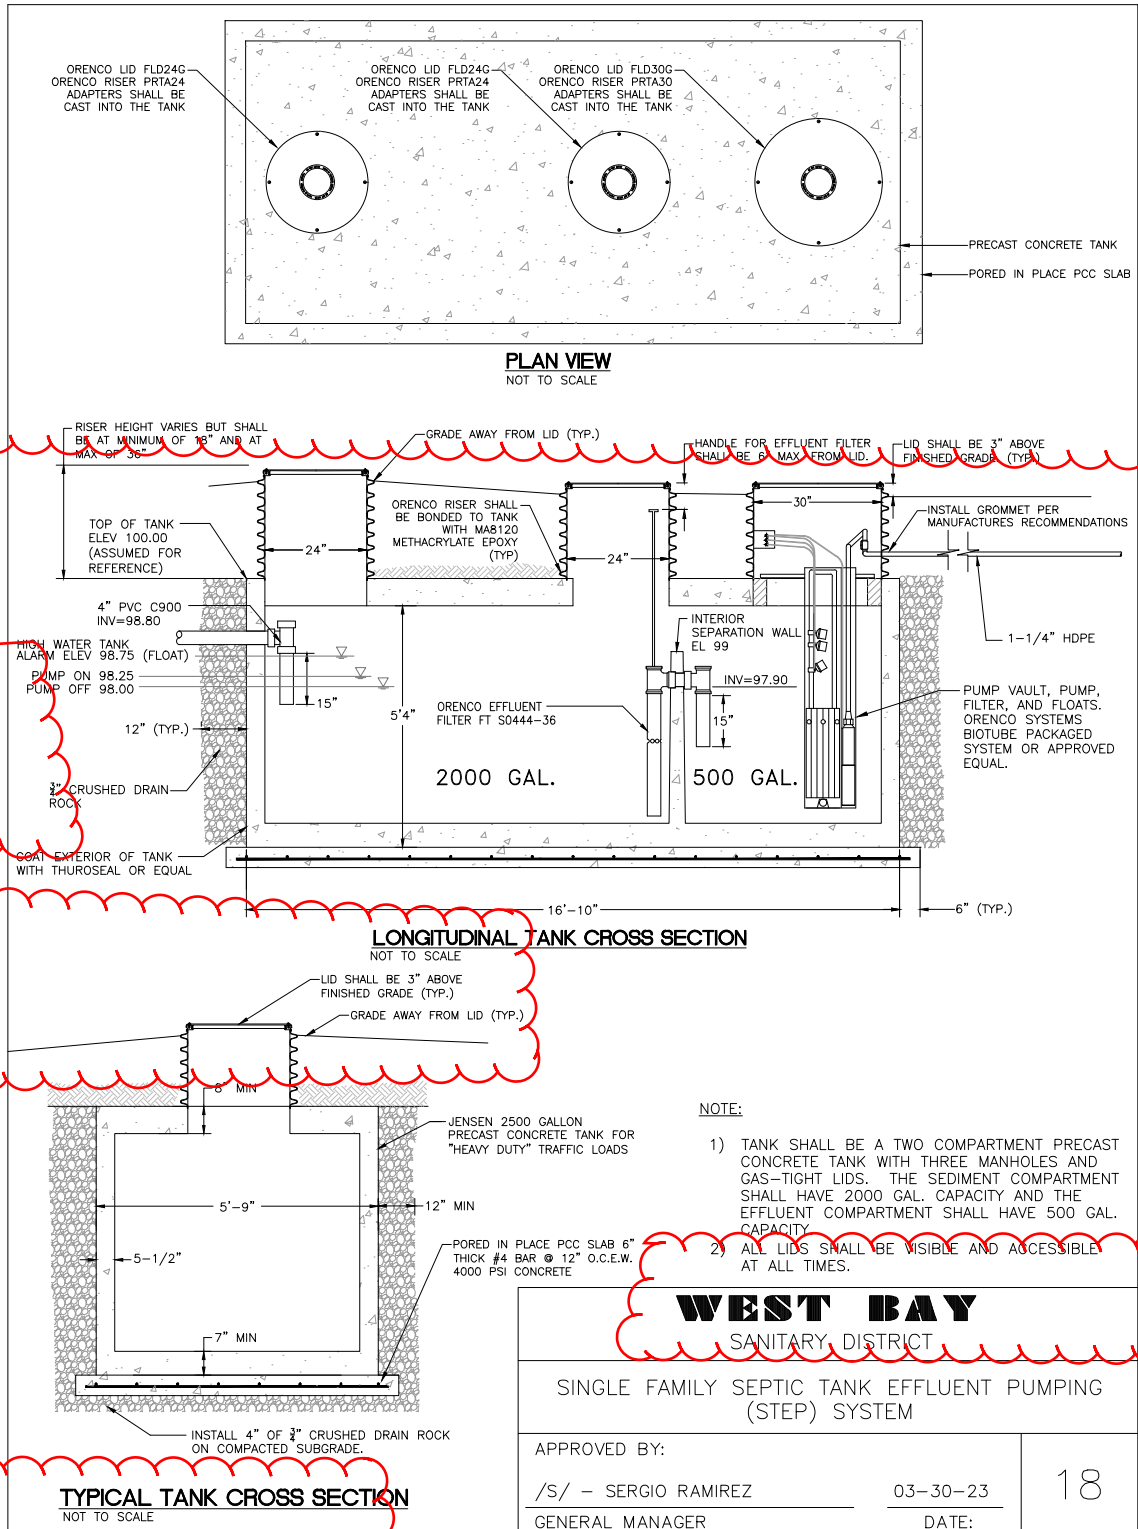 ORENCO LID FLD24G
ORENCO RISER PRTA24
ADAPTERS SHALL BE
CAST INTO THE TANK
ORENCO LID FLD24G
ORENCO RISER PRTA24
ADAPTERS SHALL BE
CAST INTO THE TANK
ORENCO LID FLD30G
ORENCO RISER PRTA30
ADAPTERS SHALL BE
CAST INTO THE TANK
PRECAST CONCRETE TANK
PORED IN PLACE PCC SLAB
PLAN VIEW
NOT TO SCALE
RISER HEIGHT VARIES BUT SHALL
BE AT MINIMUM OF 18" AND AT
MAX OF 36"
GRADE AWAY FROM LID (TYP.)
HANDLE FOR EFFLUENT FILTER
SHALL BE 6" MAX FROM LID.
LID SHALL BE 3" ABOVE
FINISHED GRADE (TYP.)
TOP OF TANK
ELEV 100.00
(ASSUMED FOR
REFERENCE)
24"
ORENCO RISER SHALL
BE BONDED TO TANK
WITH MA8120
METHACRYLATE EPOXY
(TYP)
24"
30"
INSTALL GROMMET PER
MANUFACTURES RECOMMENDATIONS
4" PVC C900
INV=98.80
HIGH WATER TANK
ALARM ELEV 98.75 (FLOAT)
PUMP ON 98.25
PUMP OFF 98.00
15"
12" (TYP.)
5'4"
INTERIOR
SEPARATION WALL
EL 99
INV=97.90
15"
1-1/4" HDPE
ORENCO EFFLUENT
FILTER FT S0444-36
PUMP VAULT, PUMP,
FILTER, AND FLOATS.
ORENCO SYSTEMS
BIOTUBE PACKAGED
SYSTEM OR APPROVED
EQUAL.
2000 GAL.
500 GAL.
3/4" CRUSHED DRAIN
ROCK
COAT EXTERIOR OF TANK
WITH THUROSEAL OR EQUAL
16'-10"
6" (TYP.)
LONGITUDINAL TANK CROSS SECTION
NOT TO SCALE
LID SHALL BE 3" ABOVE
FINISHED GRADE (TYP.)
GRADE AWAY FROM LID (TYP.)
8" MIN
JENSEN 2500 GALLON
PRECAST CONCRETE TANK FOR
"HEAVY DUTY" TRAFFIC LOADS
5'-9"
12" MIN
5-1/2"
PORED IN PLACE PCC SLAB 6"
THICK #4 BAR @ 12" O.C.E.W.
4000 PSI CONCRETE
7" MIN
INSTALL 4" OF 3/4" CRUSHED DRAIN ROCK
ON COMPACTED SUBGRADE.
TYPICAL TANK CROSS SECTION
NOT TO SCALE
NOTE:
1) TANK SHALL BE A TWO COMPARTMENT PRECAST
CONCRETE TANK WITH THREE MANHOLES AND
GAS-TIGHT LIDS. THE SEDIMENT COMPARTMENT
SHALL HAVE 2000 GAL. CAPACITY AND THE
EFFLUENT COMPARTMENT SHALL HAVE 500 GAL.
CAPACITY
2) ALL LIDS SHALL BE VISIBLE AND ACCESSIBLE
AT ALL TIMES.
WEST BAY
SANITARY DISTRICT
SINGLE FAMILY SEPTIC TANK EFFLUENT PUMPING
(STEP) SYSTEM
APPROVED BY:
/S/ - SERGIO RAMIREZ
03-30-23
GENERAL MANAGER
DATE:
18